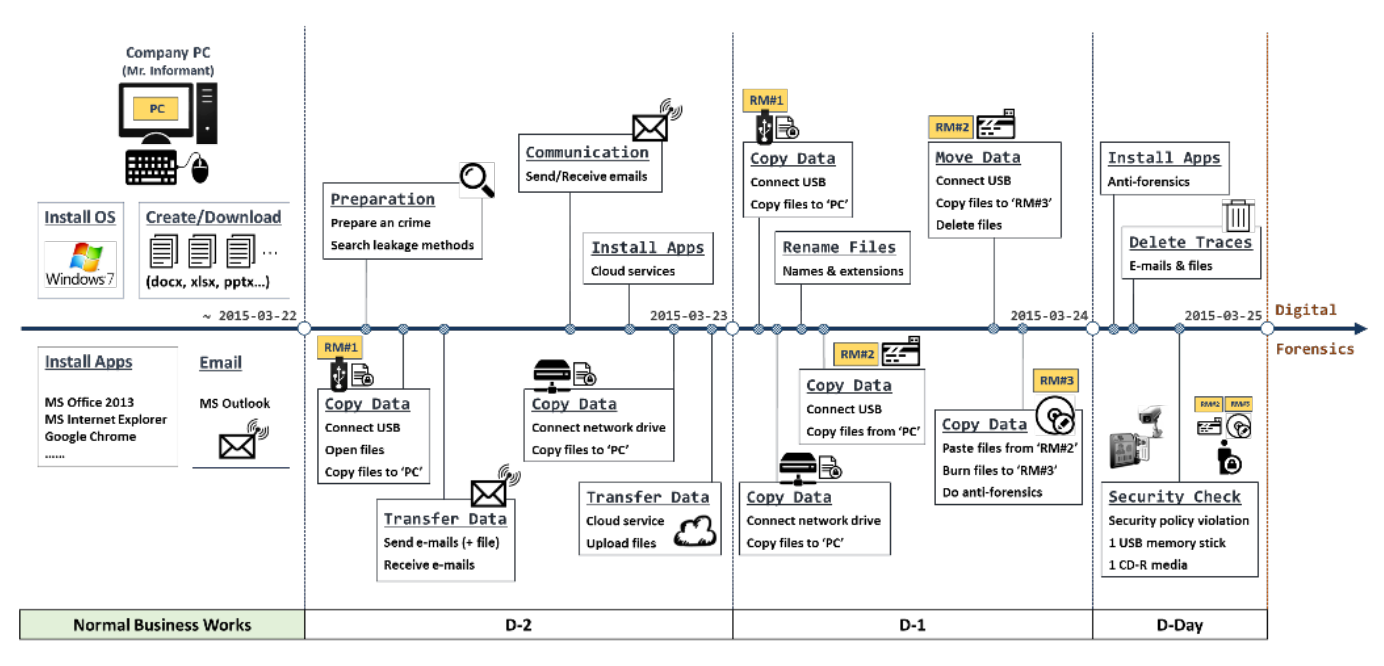 Company PC
(Mr. Informant)
PC
Install OS
Windows 7
Create/Download
...
(docx, xlsx, pptx...)
~ 2015-03-22
Install Apps
MS Office 2013
MS Internet Explorer
Google Chrome
......
Email
MS Outlook
Normal Business Works
Preparation
Prepare an crime
Search leakage methods
Communication
Send/Receive emails
Install Apps
Cloud services
2015-03-23
RM#1
Copy Data
Connect USB
Open files
Copy files to ‘PC’
Transfer Data
Send e-mails (+ file)
Receive e-mails
Copy Data
Connect network drive
Copy files to ‘PC’
Transfer Data
Cloud service
Upload files
D-2
RM#1
Copy Data
Connect USB
Copy files to ‘PC’
Rename Files
Names & extensions
RM#2
Move Data
Connect USB
Copy files to ‘RM#3’
Delete files
2015-03-24
RM#2
Copy Data
Connect USB
Copy files from ‘PC’
Copy Data
Connect network drive
Copy files to ‘PC’
RM#3
Copy Data
Paste files from ‘RM#2’
Burn files to ‘RM#3’
Do anti-forensics
D-1
Install Apps
Anti-forensics
Delete Traces
E-mails & files
2015-03-25
RM#2
RM#3
Security Check
Security policy violation
1 USB memory stick
1 CD-R media
D-Day
Digital
Forensics